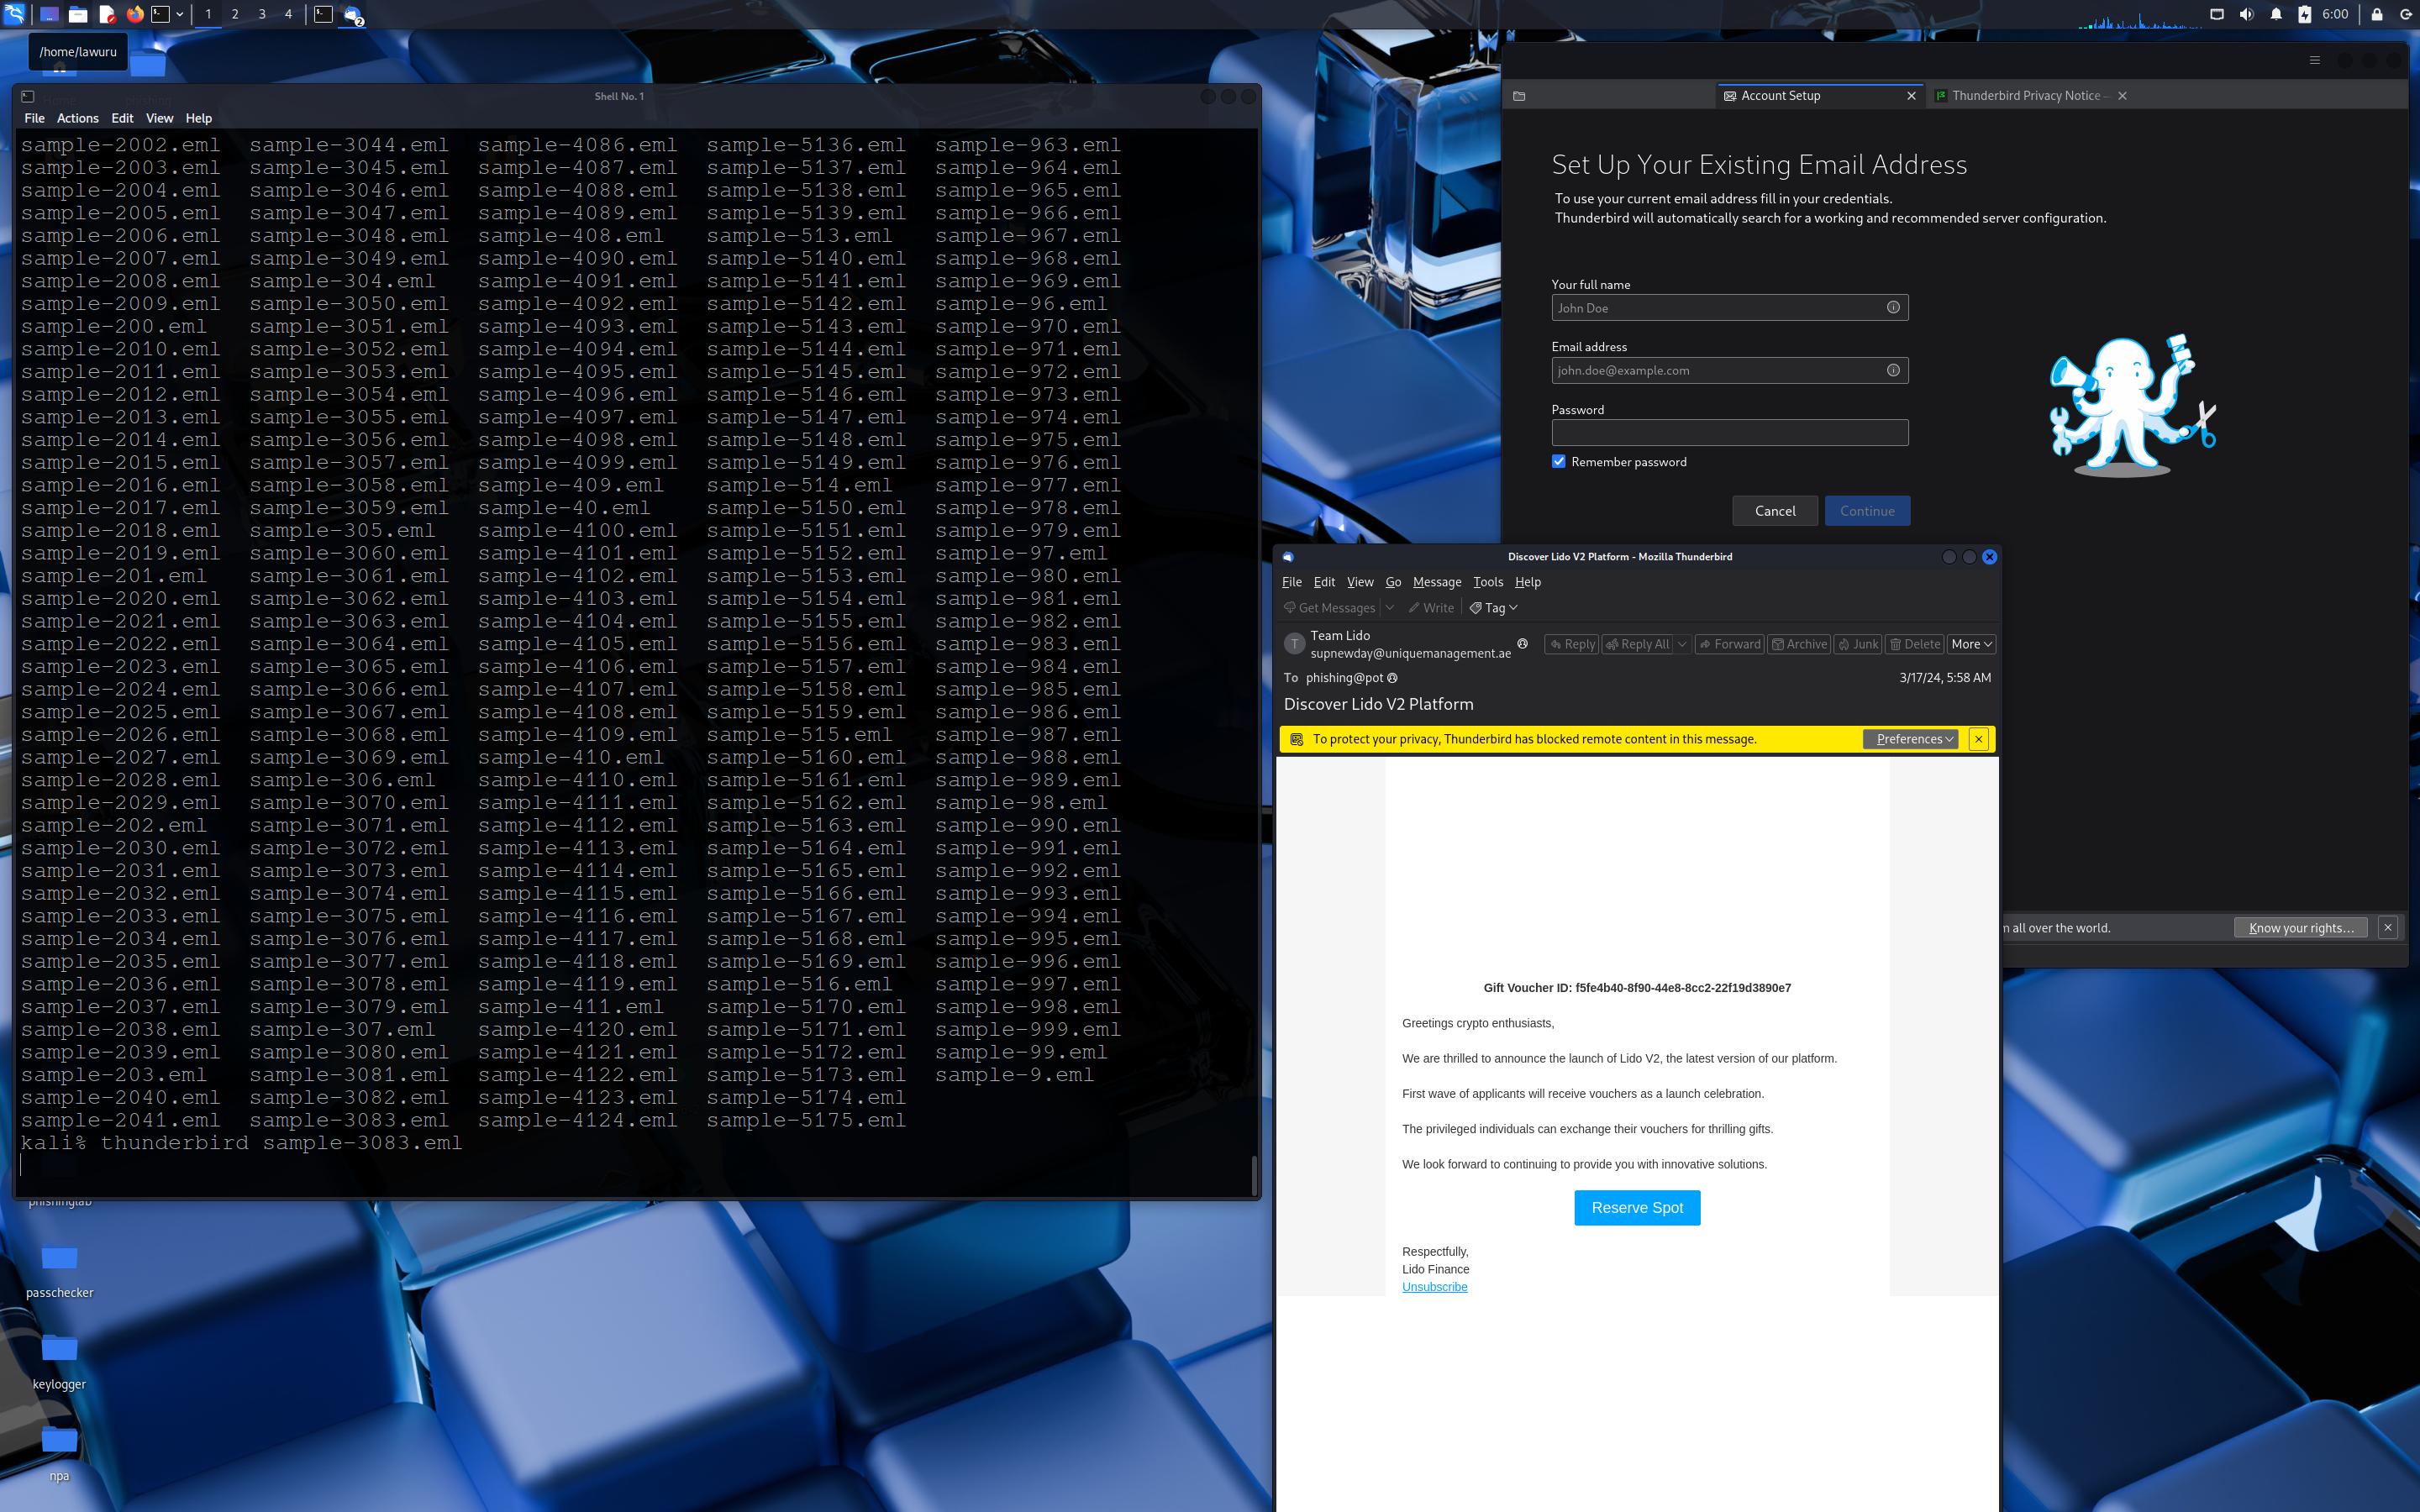 1 2 3 4
2
6:00
/home/lawuru
Shell No. 1
File Actions Edit View Help
sample-2002.eml sample-3044.eml sample-4086.eml sample-5136.eml sample-963.eml
sample-2003.eml sample-3045.eml sample-4087.eml sample-5137.eml sample-964.eml
sample-2004.eml sample-3046.eml sample-4088.eml sample-5138.eml sample-965.eml
sample-2005.eml sample-3047.eml sample-4089.eml sample-5139.eml sample-966.eml
sample-2006.eml sample-3048.eml sample-408.eml sample-513.eml sample-967.eml
sample-2007.eml sample-3049.eml sample-4090.eml sample-5140.eml sample-968.eml
sample-2008.eml sample-304.eml sample-4091.eml sample-5141.eml sample-969.eml
sample-2009.eml sample-3050.eml sample-4092.eml sample-5142.eml sample-96.eml
sample-200.eml sample-3051.eml sample-4093.eml sample-5143.eml sample-970.eml
sample-2010.eml sample-3052.eml sample-4094.eml sample-5144.eml sample-971.eml
sample-2011.eml sample-3053.eml sample-4095.eml sample-5145.eml sample-972.eml
sample-2012.eml sample-3054.eml sample-4096.eml sample-5146.eml sample-973.eml
sample-2013.eml sample-3055.eml sample-4097.eml sample-5147.eml sample-974.eml
sample-2014.eml sample-3056.eml sample-4098.eml sample-5148.eml sample-975.eml
sample-2015.eml sample-3057.eml sample-4099.eml sample-5149.eml sample-976.eml
sample-2016.eml sample-3058.eml sample-409.eml sample-514.eml sample-977.eml
sample-2017.eml sample-3059.eml sample-40.eml sample-5150.eml sample-978.eml
sample-2018.eml sample-305.eml sample-4100.eml sample-5151.eml sample-979.eml
sample-2019.eml sample-3060.eml sample-4101.eml sample-5152.eml sample-97.eml
sample-201.eml sample-3061.eml sample-4102.eml sample-5153.eml sample-980.eml
sample-2020.eml sample-3062.eml sample-4103.eml sample-5154.eml sample-981.eml
sample-2021.eml sample-3063.eml sample-4104.eml sample-5155.eml sample-982.eml
sample-2022.eml sample-3064.eml sample-4105.eml sample-5156.eml sample-983.eml
sample-2023.eml sample-3065.eml sample-4106.eml sample-5157.eml sample-984.eml
sample-2024.eml sample-3066.eml sample-4107.eml sample-5158.eml sample-985.eml
sample-2025.eml sample-3067.eml sample-4108.eml sample-5159.eml sample-986.eml
sample-2026.eml sample-3068.eml sample-4109.eml sample-515.eml sample-987.eml
sample-2027.eml sample-3069.eml sample-410.eml sample-5160.eml sample-988.eml
sample-2028.eml sample-306.eml sample-4110.eml sample-5161.eml sample-989.eml
sample-2029.eml sample-3070.eml sample-4111.eml sample-5162.eml sample-98.eml
sample-202.eml sample-3071.eml sample-4112.eml sample-5163.eml sample-990.eml
sample-2030.eml sample-3072.eml sample-4113.eml sample-5164.eml sample-991.eml
sample-2031.eml sample-3073.eml sample-4114.eml sample-5165.eml sample-992.eml
sample-2032.eml sample-3074.eml sample-4115.eml sample-5166.eml sample-993.eml
sample-2033.eml sample-3075.eml sample-4116.eml sample-5167.eml sample-994.eml
sample-2034.eml sample-3076.eml sample-4117.eml sample-5168.eml sample-995.eml
sample-2035.eml sample-3077.eml sample-4118.eml sample-5169.eml sample-996.eml
sample-2036.eml sample-3078.eml sample-4119.eml sample-516.eml sample-997.eml
sample-2037.eml sample-3079.eml sample-411.eml sample-5170.eml sample-998.eml
sample-2038.eml sample-307.eml sample-4120.eml sample-5171.eml sample-999.eml
sample-2039.eml sample-3080.eml sample-4121.eml sample-5172.eml sample-99.eml
sample-203.eml sample-3081.eml sample-4122.eml sample-5173.eml sample-9.eml
sample-2040.eml sample-3082.eml sample-4123.eml sample-5174.eml
sample-2041.eml sample-3083.eml sample-4124.eml sample-5175.eml
kali% thunderbird sample-3083.eml
phishinglab
passchecker
keylogger
npa
Account Setup
Thunderbird Privacy Notice —
Set Up Your Existing Email Address
To use your current email address fill in your credentials.
Thunderbird will automatically search for a working and recommended server configuration.
Your full name
John Doe
Email address
john.doe@example.com
Password
Remember password
Cancel Continue
all over the world.
Know your rights...
Discover Lido V2 Platform - Mozilla Thunderbird
File Edit View Go Message Tools Help
Get Messages Write Tag
T
Team Lido
supnewday@uniquemanagement.ae
Reply Reply All Forward Archive Junk Delete More
To phishing@pot
3/17/24, 5:58 AM
Discover Lido V2 Platform
To protect your privacy, Thunderbird has blocked remote content in this message.
Preferences
Gift Voucher ID: f5fe4b40-8f90-44e8-8cc2-22f19d3890e7
Greetings crypto enthusiasts,
We are thrilled to announce the launch of Lido V2, the latest version of our platform.
First wave of applicants will receive vouchers as a launch celebration.
The privileged individuals can exchange their vouchers for thrilling gifts.
We look forward to continuing to provide you with innovative solutions.
Reserve Spot
Respectfully,
Lido Finance
Unsubscribe